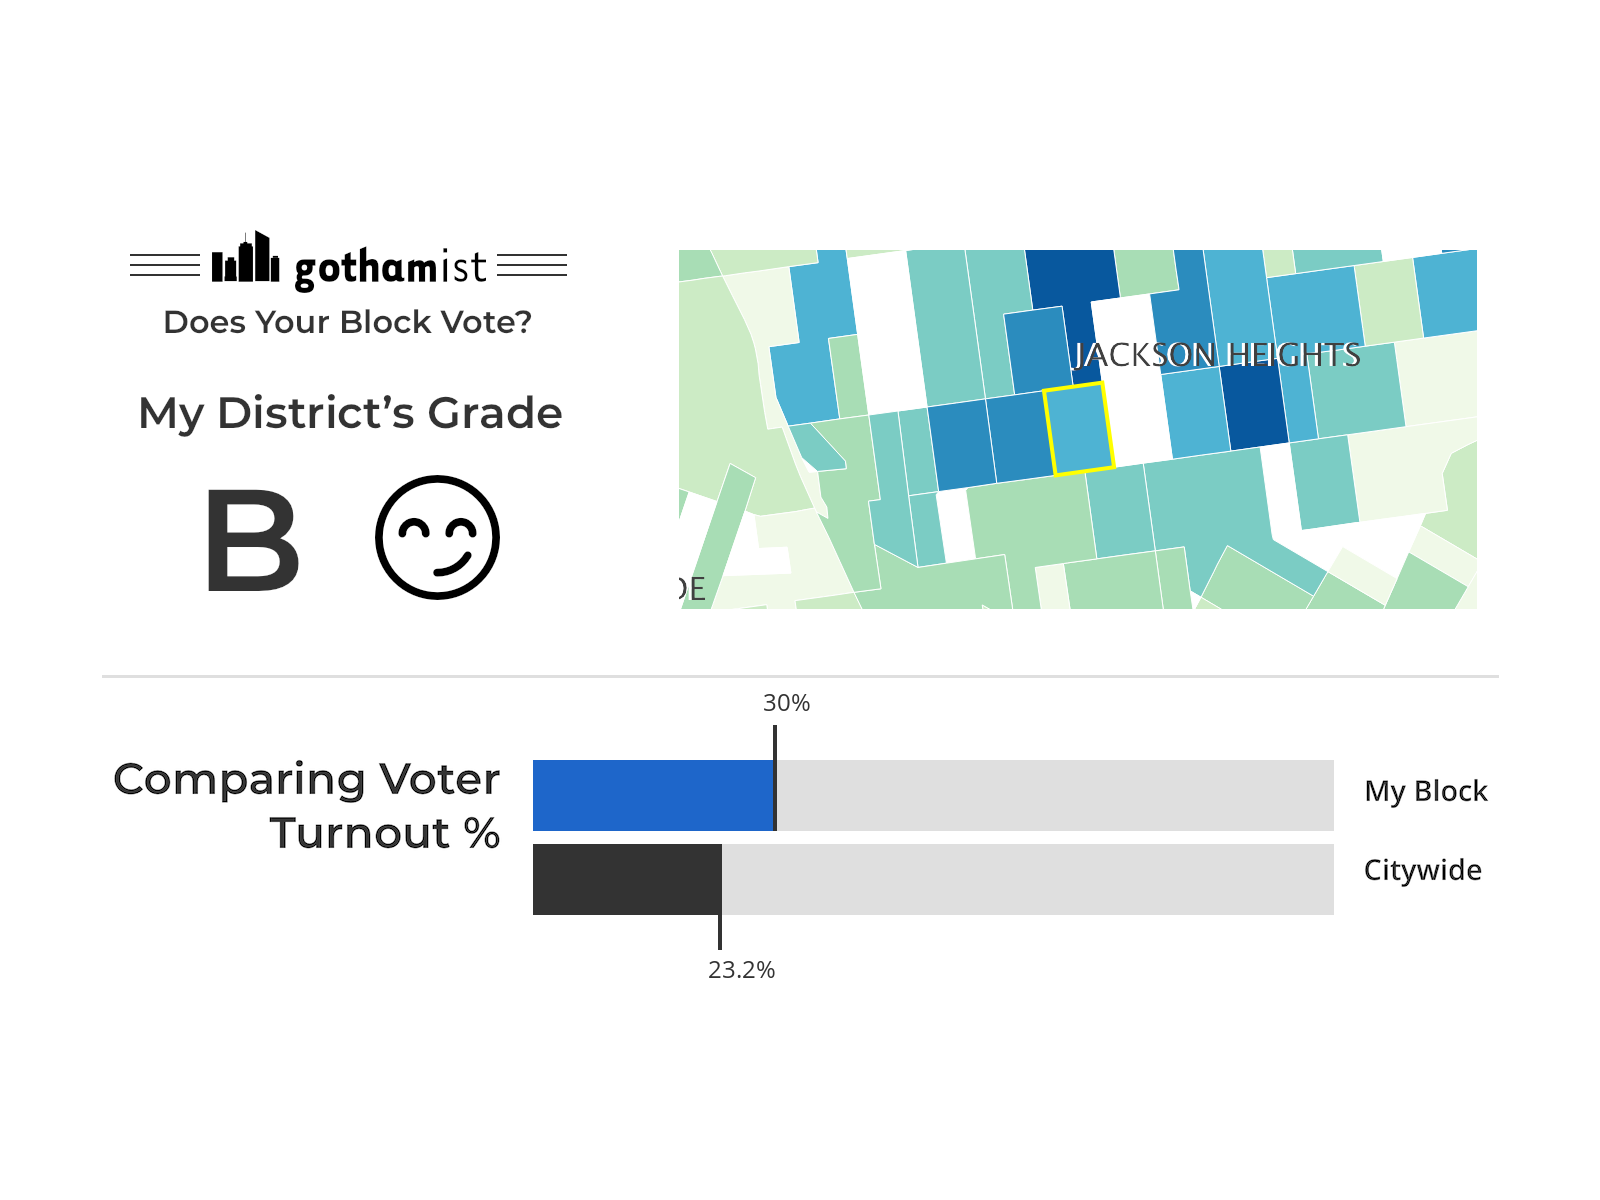 gothamist
Does Your Block Vote?
My District’s Grade
B
JACKSON HEIGHTS
DE
30%
Comparing Voter
Turnout %
My Block
Citywide
23.2%